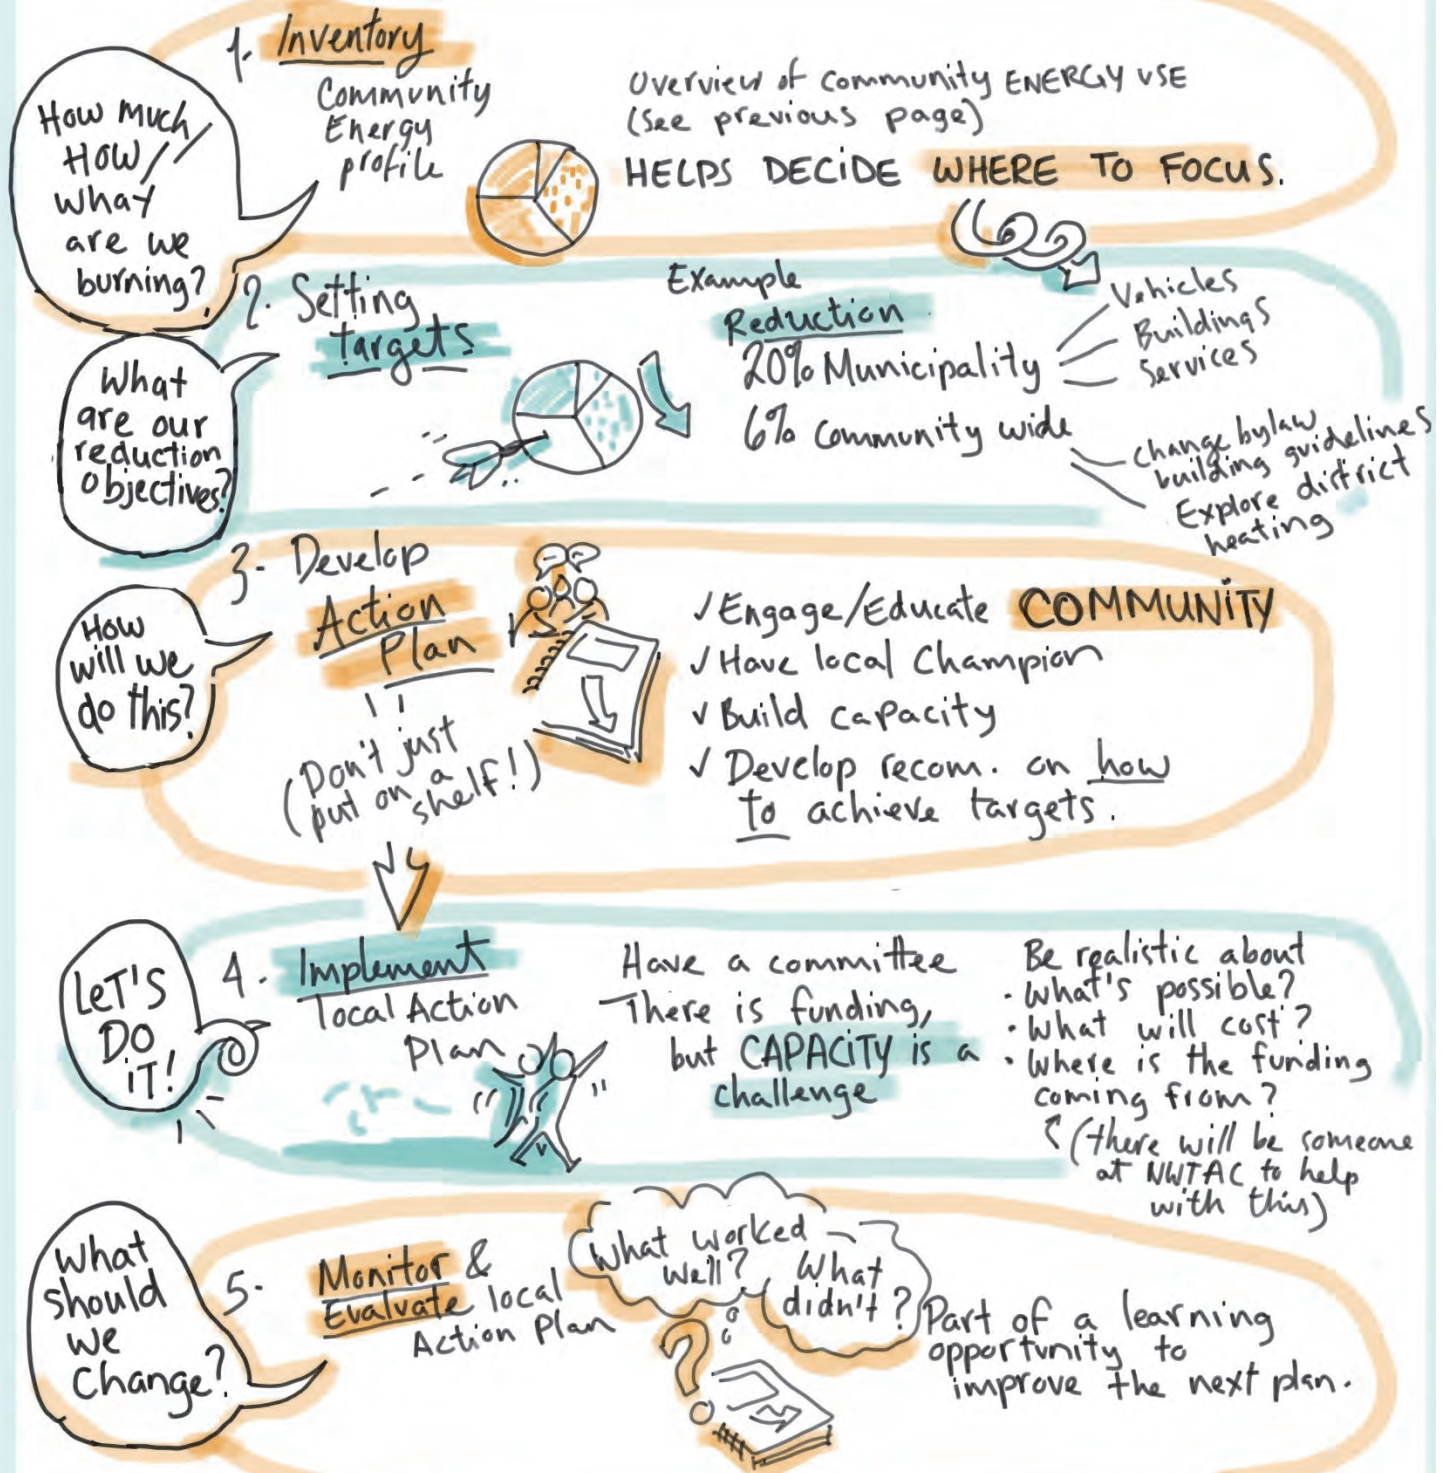 How much/
How/
what
are we
burning?
1. Inventory
Community
Energy
profile
Overview of Community ENERGY USE
(see previous page)
HELPS DECIDE WHERE TO FOCUS.
What
are our
reduction
objectives?
2. Setting
targets
Example
Reduction
20% Municipality
Vehicles
Buildings
Services
6% Community wide
Change bylaw
building guidelines
Explore district
heating
How
will we
do this?
3- Develop
Action
Plan
(Don't just
put on a
shelf!)
✓ Engage/Educate COMMUNITY
✓ Have local Champion
✓ Build capacity
✓ Develop recom. on how
to achieve targets.
LET'S
DO
IT!
4. Implement
Local Action
Plan
Have a committee
There is funding,
but CAPACITY is a
challenge
Be realistic about
• What's possible?
• What will cost?
• Where is the funding
coming from?
(there will be someone
at NWTAC to help
with this)
What
should
we
Change?
5- Monitor &
Evaluate local
Action Plan
What worked
well?
What
didn't?
?
Part of a learning
opportunity to
improve the next plan.